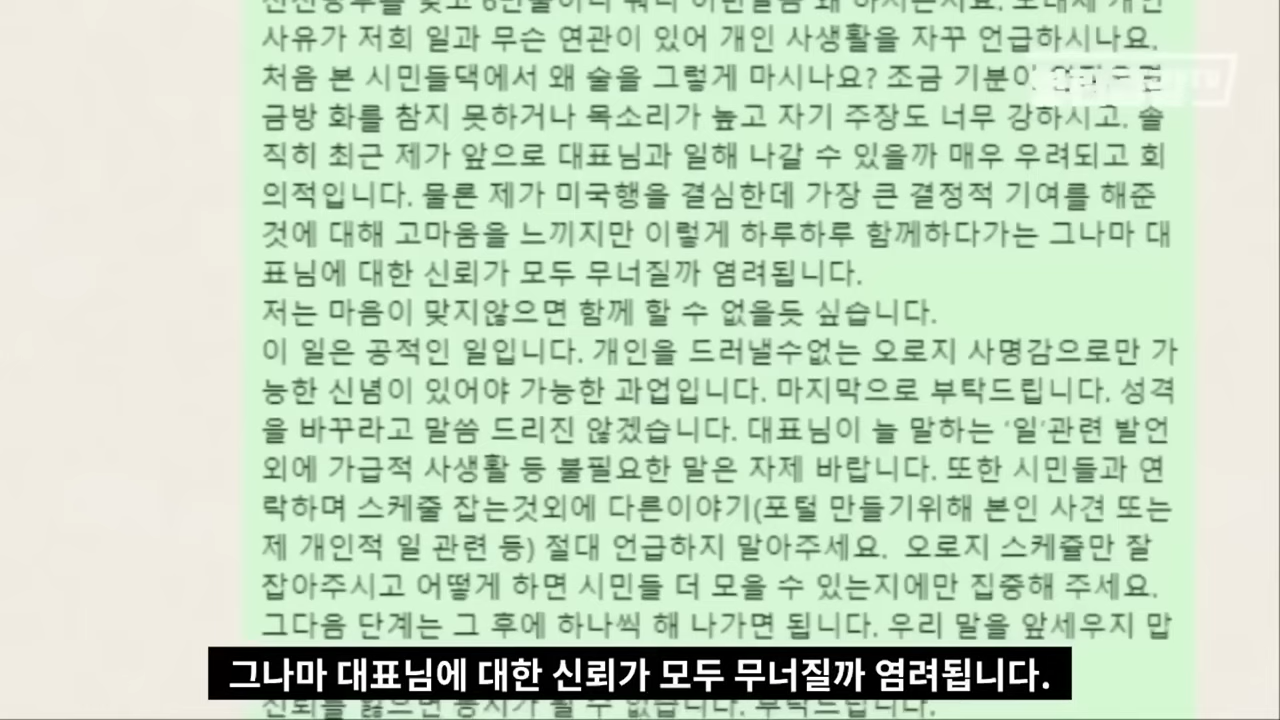 사유가 저희 일과 무슨 연관이 있어 개인 사생활을 자꾸 언급하시나요.
처음 본 시민들댁에서 왜 술을 그렇게 마시나요? 조금 기분이
금방 화를 참지 못하거나 목소리가 높고 자기 주장도 너무 강하시고. 솔
직히 최근 제가 앞으로 대표님과 일해 나갈 수 있을까 매우 우려되고 회
의적입니다. 물론 제가 미국행을 결심한데 가장 큰 결정적 기여를 해준
것에 대해 고마움을 느끼지만 이렇게 하루하루 함께하다가는 그나마 대
표님에 대한 신뢰가 모두 무너질까 염려됩니다.
저는 마음이 맞지않으면 함께 할 수 없을듯 싶습니다.
이 일은 공적인 일입니다. 개인을 드러낼수없는 오로지 사명감으로만 가
능한 신념이 있어야 가능한 과업입니다. 마지막으로 부탁드립니다. 성격
을 바꾸라고 말씀 드리진 않겠습니다. 대표님이 늘 말하는 '일'관련 발언
외에 가급적 사생활 등 불필요한 말은 자제 바랍니다. 또한 시민들과 연
락하며 스케줄 잡는것외에 다른이야기(포털 만들기위해 본인 사견 또는
제 개인적 일 관련 등) 절대 언급하지 말아주세요. 오로지 스케쥴만 잘
잡아주시고 어떻게 하면 시민들 더 모을 수 있는지에만 집중해 주세요.
그다음 단계는 그 후에 하나씩 해 나가면 됩니다. 우리 말을 앞세우지 맙
그나마 대표님에 대한 신뢰가 모두 무너질까 염려됩니다.